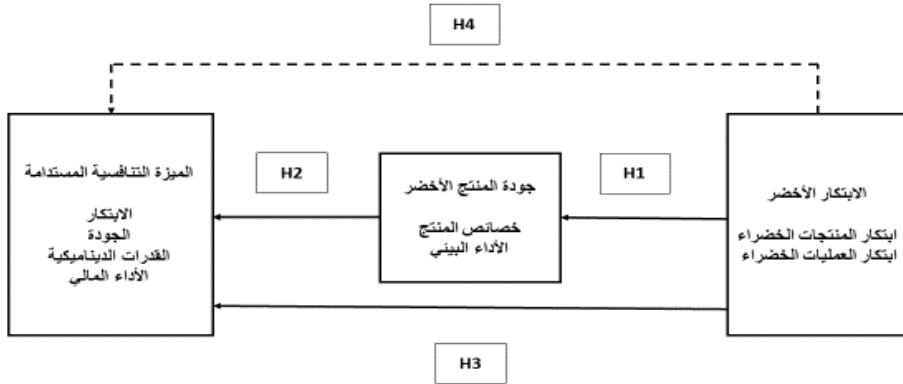 H4
الابتكار الأخضر
ابتكار المنتجات الخضراء
ابتكار العمليات الخضراء
H1
جودة المنتج الأخضر
خصائص المنتج
الأداء البيئي
H2
الميزة التنافسية المستدامة
الابتكار
الجودة
القدرات الديناميكية
الأداء المالي
H3